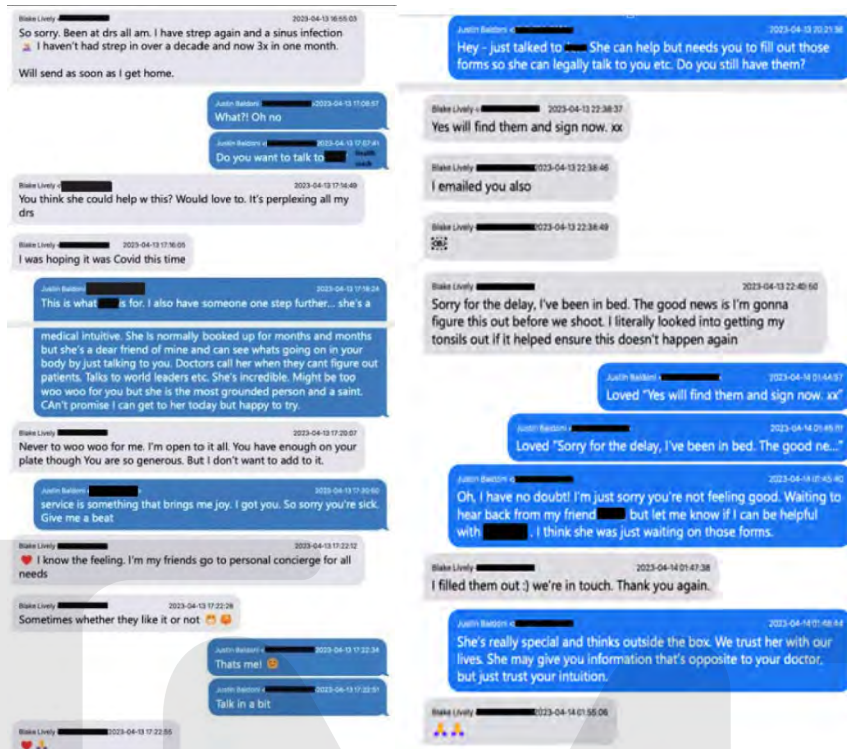 Blake Lively 2023-04-13 16:55:03
So sorry. Been at drs all am. I have strep again and a sinus infection
🤷🏼‍♀️ I haven't had strep in over a decade and now 3x in one month.
Will send as soon as I get home.
Justin Baldoni 2023-04-13 17:06:57
What?! Oh no
Justin Baldoni 2023-04-13 17:07:41
Do you want to talk to health coach
Blake Lively 2023-04-13 17:14:49
You think she could help w this? Would love to. It's perplexing all my
drs
Blake Lively 2023-04-13 17:16:05
I was hoping it was Covid this time
Justin Baldoni 2023-04-13 17:19:24
This is what is for. I also have someone one step further... she's a
medical intuitive. She Is normally booked up for months and months
but she's a dear friend of mine and can see whats going on in your
body by just talking to you. Doctors call her when they cant figure out
patients. Talks to world leaders etc. She's incredible. Might be too
woo woo for you but she is the most grounded person and a saint.
CAn't promise I can get to her today but happy to try.
Blake Lively 2023-04-13 17:20:07
Never to woo woo for me. I'm open to it all. You have enough on your
plate though You are so generous. But I don't want to add to it.
Justin Baldoni 2023-04-13 17:20:50
service is something that brings me joy. I got you. So sorry you're sick.
Give me a beat
Blake Lively 2023-04-13 17:22:12
❤️ I know the feeling. I'm my friends go to personal concierge for all
needs
Blake Lively 2023-04-13 17:22:28
Sometimes whether they like it or not
Justin Baldoni 2023-04-13 17:22:34
Thats me!
Justin Baldoni 2023-04-13 17:22:51
Talk in a bit
Blake Lively 2023-04-13 17:22:55
Justin Baldoni 2023-04-13 20:21:36
Hey - just talked to She can help but needs you to fill out those
forms so she can legally talk to you etc. Do you still have them?
Blake Lively 2023-04-13 22:38:37
Yes will find them and sign now. xx
Blake Lively 2023-04-13 22:38:46
I emailed you also
Blake Lively 2023-04-13 22:38:49
Blake Lively 2023-04-13 22:40:50
Sorry for the delay, I've been in bed. The good news is I'm gonna
figure this out before we shoot. I literally looked into getting my
tonsils out if it helped ensure this doesn't happen again
Justin Baldoni 2023-04-14 01:44:57
Loved "Yes will find them and sign now. xx"
Justin Baldoni 2023-04-14 01:45:01
Loved "Sorry for the delay, I've been in bed. The good ne..."
Justin Baldoni 2023-04-14 01:45:40
Oh, I have no doubt! I'm just sorry you're not feeling good. Waiting to
hear back from my friend but let me know if I can be helpful
with . I think she was just waiting on those forms.
Blake Lively 2023-04-14 01:47:38
I filled them out :) we're in touch. Thank you again.
Justin Baldoni 2023-04-14 01:48:44
She's really special and thinks outside the box. We trust her with our
lives. She may give you information that's opposite to your doctor,
but just trust your intuition.
Blake Lively 2023-04-14 01:55:06